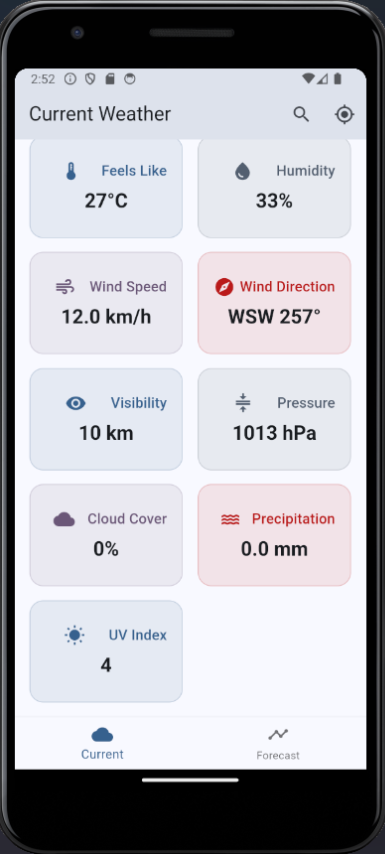 2:52
Current Weather
Feels Like
27°C
Humidity
33%
Wind Speed
12.0 km/h
Wind Direction
WSW 257°
Visibility
10 km
Pressure
1013 hPa
Cloud Cover
0%
Precipitation
0.0 mm
UV Index
4
Current
Forecast